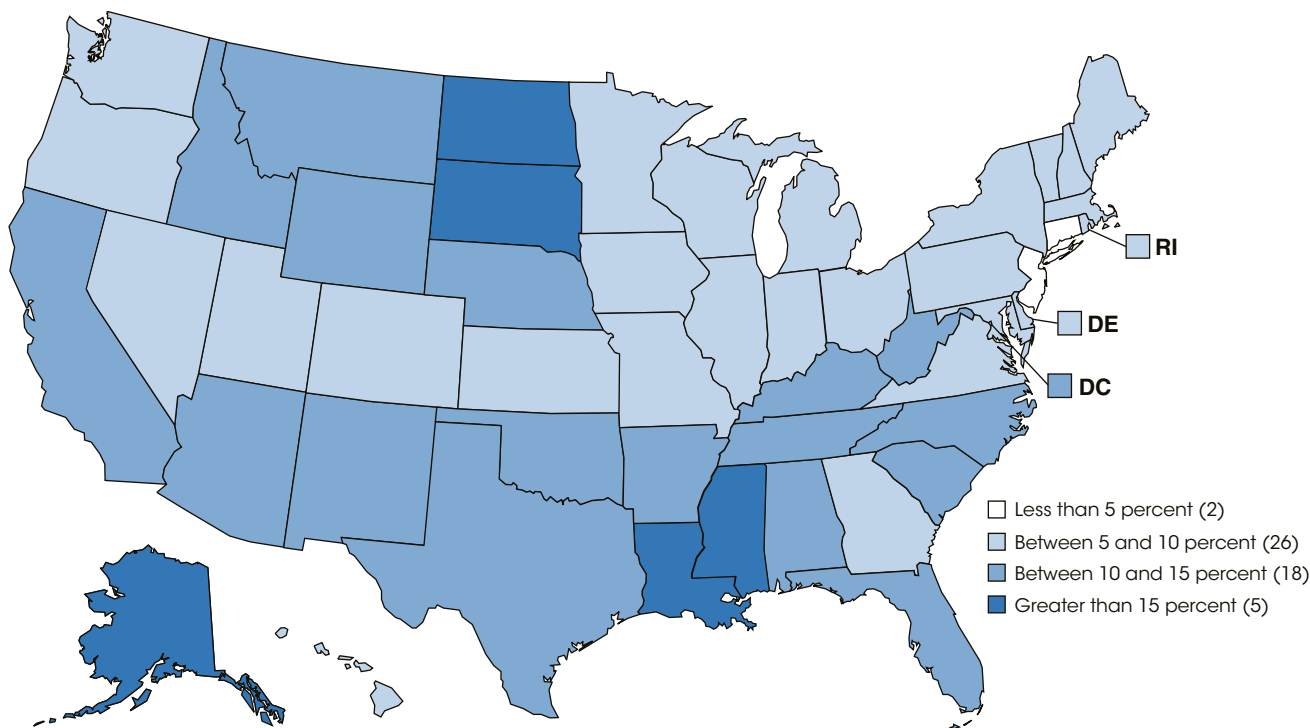 RI
DE
DC
Less than 5 percent (2)
Between 5 and 10 percent (26)
Between 10 and 15 percent (18)
Greater than 15 percent (5)